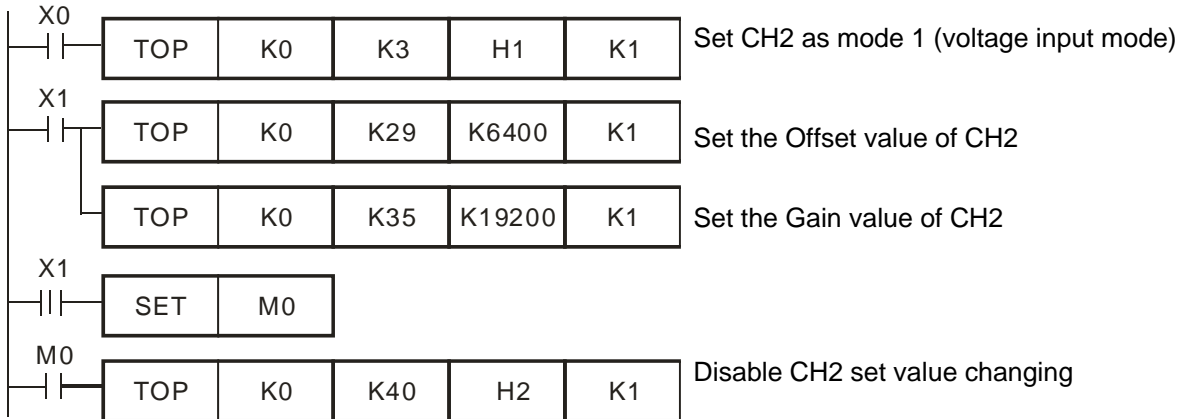 X0
TOP K0 K3 H1 K1 Set CH2 as mode 1 (voltage input mode)
X1
TOP K0 K29 K6400 K1 Set the Offset value of CH2
TOP K0 K35 K19200 K1 Set the Gain value of CH2
X1
SET M0
M0
TOP K0 K40 H2 K1 Disable CH2 set value changing